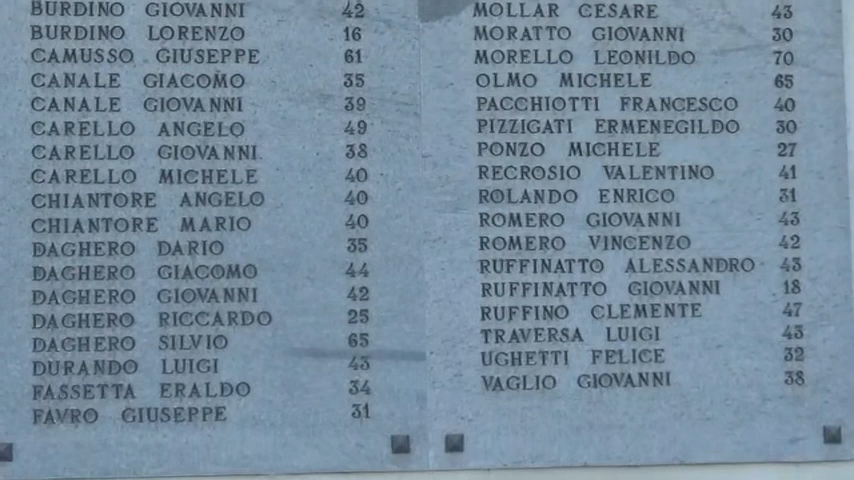 BURDINO GIOVANNI 42
BURDINO LORENZO 16
CAMUSSO GIUSEPPE 61
CANALE GIACOMO 35
CANALE GIOVANNI 39
CARELLO ANGELO 49
CARELLO GIOVANNI 38
CARELLO MICHELE 40
CHIANTORE ANGELO 40
CHIANTORE MARIO 40
DAGHERO DARIO 35
DAGHERO GIACOMO 44
DAGHERO GIOVANNI 42
DAGHERO RICCARDO 25
DAGHERO SILVIO 65
DURANDO LUIGI 43
FASSETTA ERALDO 34
FAVRO GIUSEPPE 31
MOLLAR CESARE 43
MORATTO GIOVANNI 30
MORELLO LEONILDO 70
OLMO MICHELE 65
PACCHIOTTI FRANCESCO 40
PIZZIGATI ERMENEGILDO 30
PONZO MICHELE 27
RECROSIO VALENTINO 41
ROLANDO ENRICO 31
ROMERO GIOVANNI 43
ROMERO VINCENZO 42
RUFFINATTO ALESSANDRO 43
RUFFINATTO GIOVANNI 18
RUFFINO CLEMENTE 47
TRAVERSA LUIGI 43
UGHETTI FELICE 32
VAGLIO GIOVANNI 38